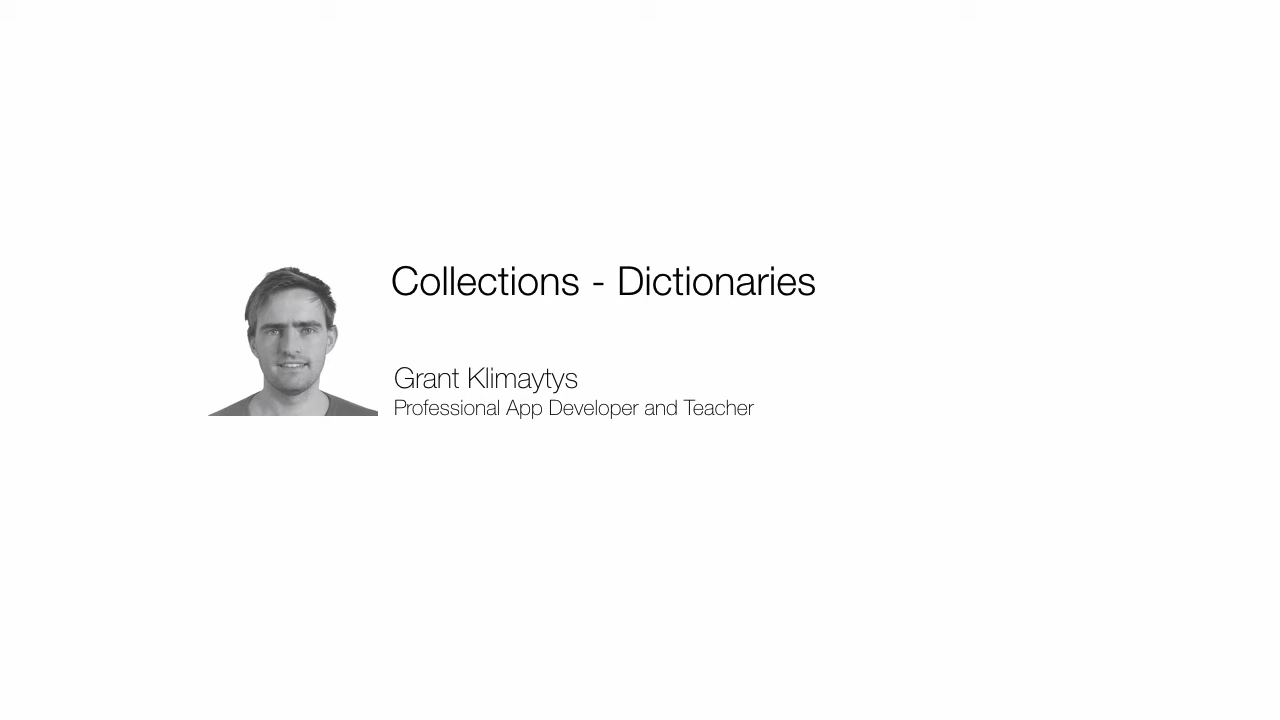 Collections - Dictionaries
Grant Klimaytys
Professional App Developer and Teacher